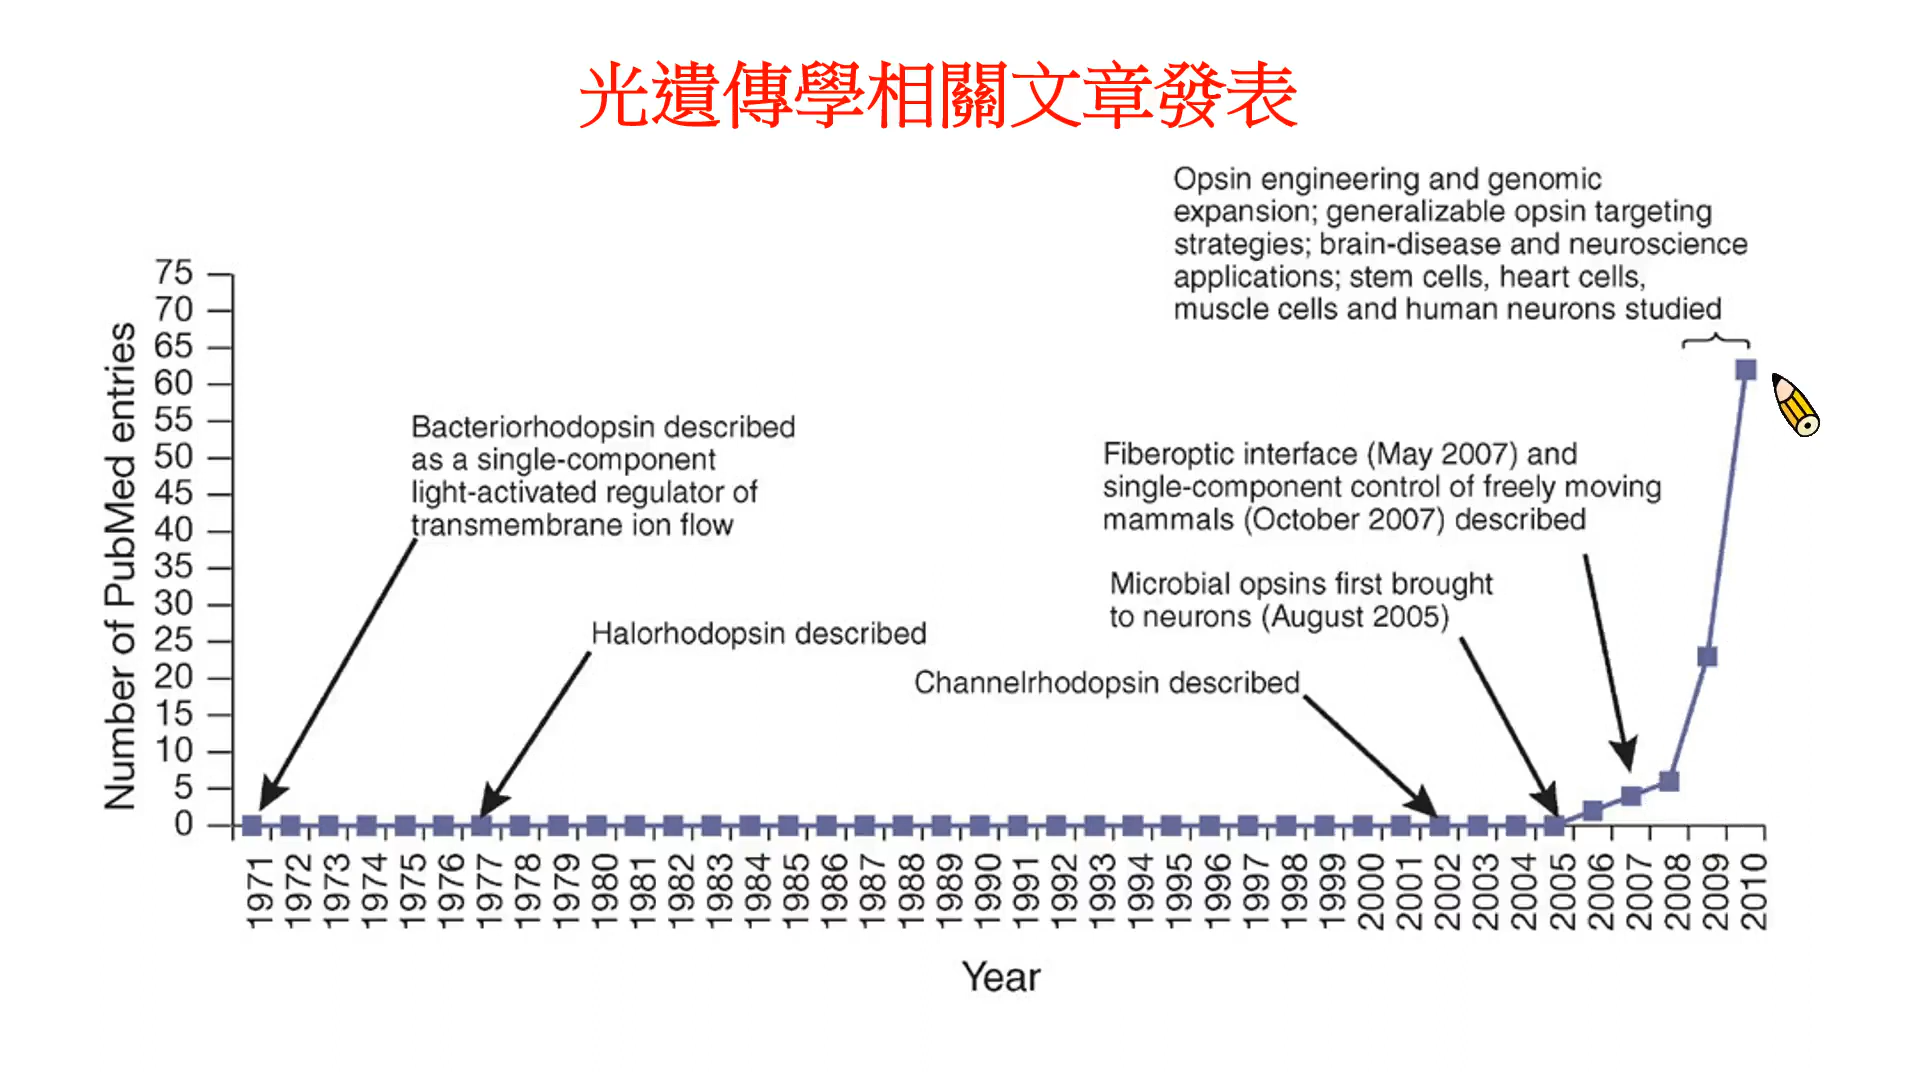 光遺傳學相關文章發表
Opsin engineering and genomic
expansion; generalizable opsin targeting
strategies; brain-disease and neuroscience
applications; stem cells, heart cells,
muscle cells and human neurons studied
75
70
65
60
55
50
45
40
35
30
25
20
15
10
5
0
Number of PubMed entries
Bacteriorhodopsin described
as a single-component
light-activated regulator of
transmembrane ion flow
Halorhodopsin described
Fiberoptic interface (May 2007) and
single-component control of freely moving
mammals (October 2007) described
Microbial opsins first brought
to neurons (August 2005)
Channelrhodopsin described
1971
1972
1973
1974
1975
1976
1977
1978
1979
1980
1981
1982
1983
1984
1985
1986
1987
1988
1989
1990
1991
1992
1993
1994
1995
1996
1997
1998
1999
2000
2001
2002
2003
2004
2005
2006
2007
2008
2009
2010
Year